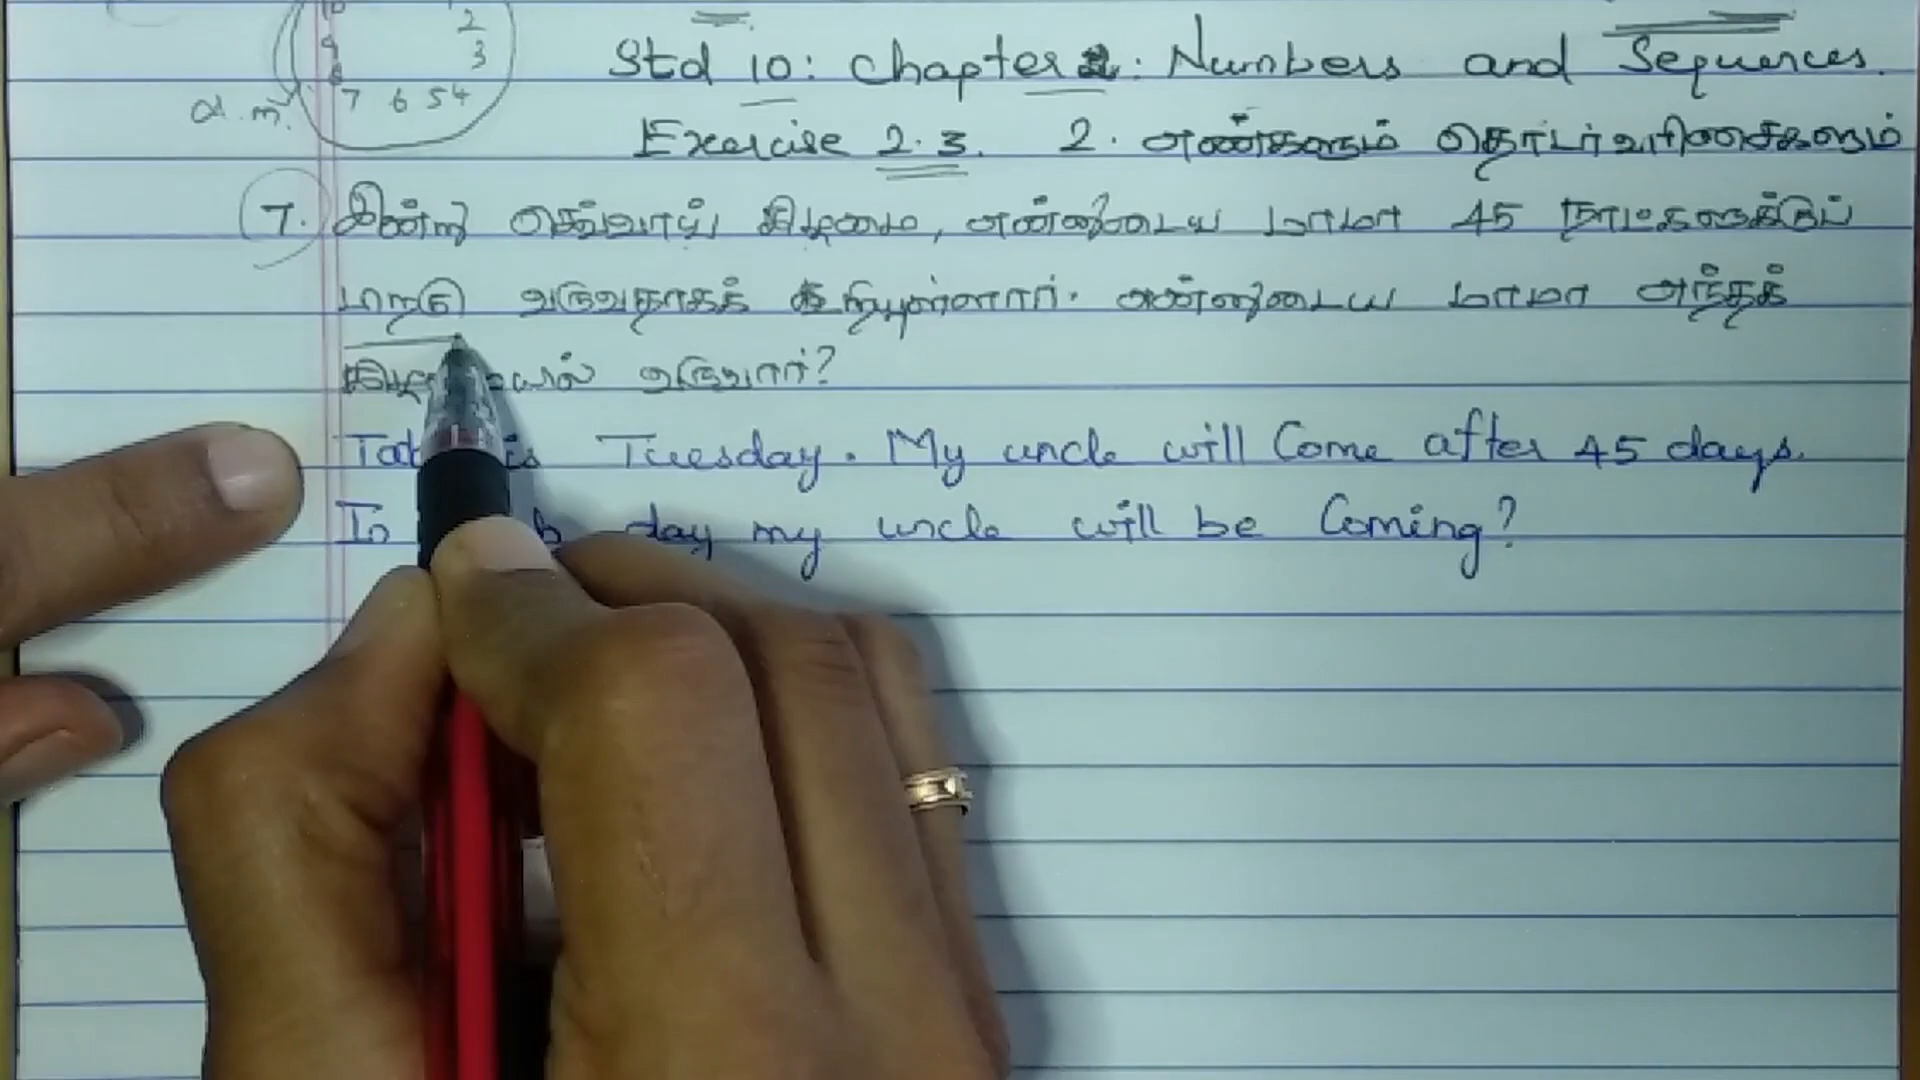 10 2
9 3
8
7 6 5 4
a.m.
Std 10: Chapter 2: Numbers and Sequences.
Exercise 2.3. 2. எண்களும் தொடர்வரிசைகளும்
7. இன்று செவ்வாய் கிழமை, என்னுடைய மாமா 45 நாட்களுக்குப்
பிறகு வருவதாகக் கூறியுள்ளார். என்னுடைய மாமா அந்தக்
வருவார்?
is Tuesday. My uncle will Come after 45 days.
day my uncle will be Coming?